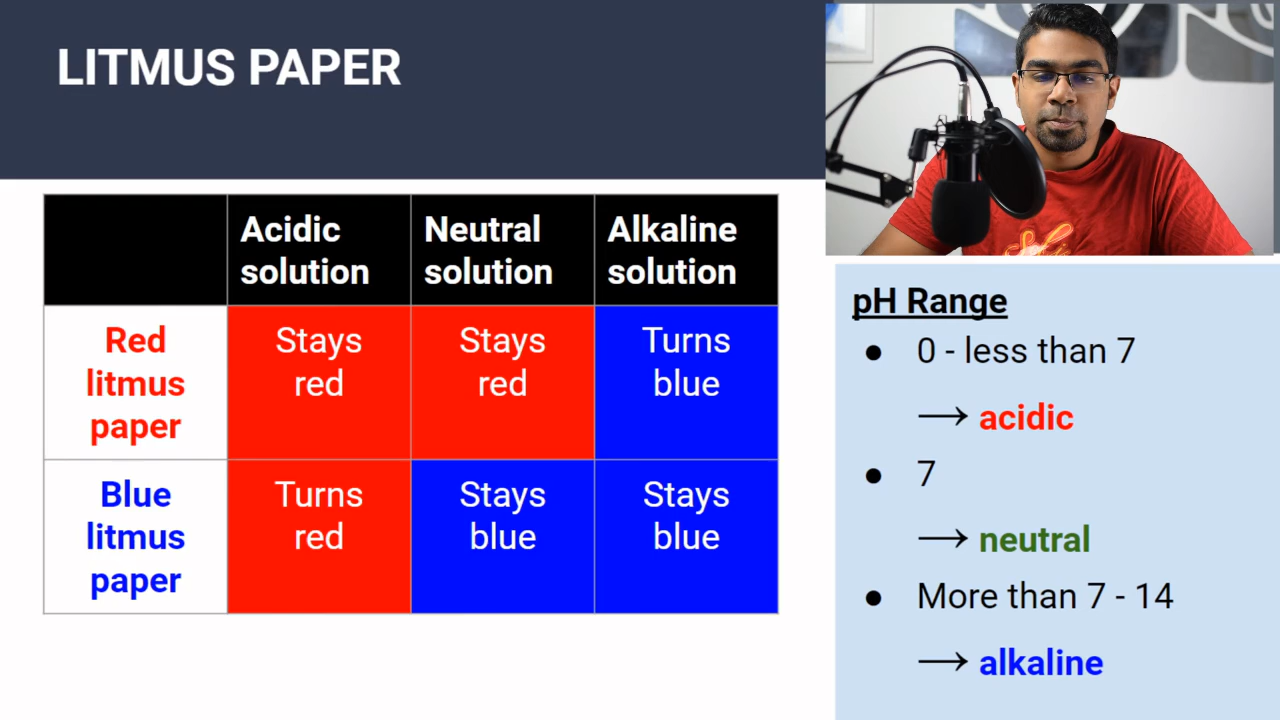 LITMUS PAPER
Acidic
solution
Neutral
solution
Alkaline
solution
Red
litmus
paper
Stays
red
Stays
red
Turns
blue
Blue
litmus
paper
Turns
red
Stays
blue
Stays
blue
pH Range
● 0 - less than 7
→ acidic
● 7
→ neutral
● More than 7 - 14
→ alkaline